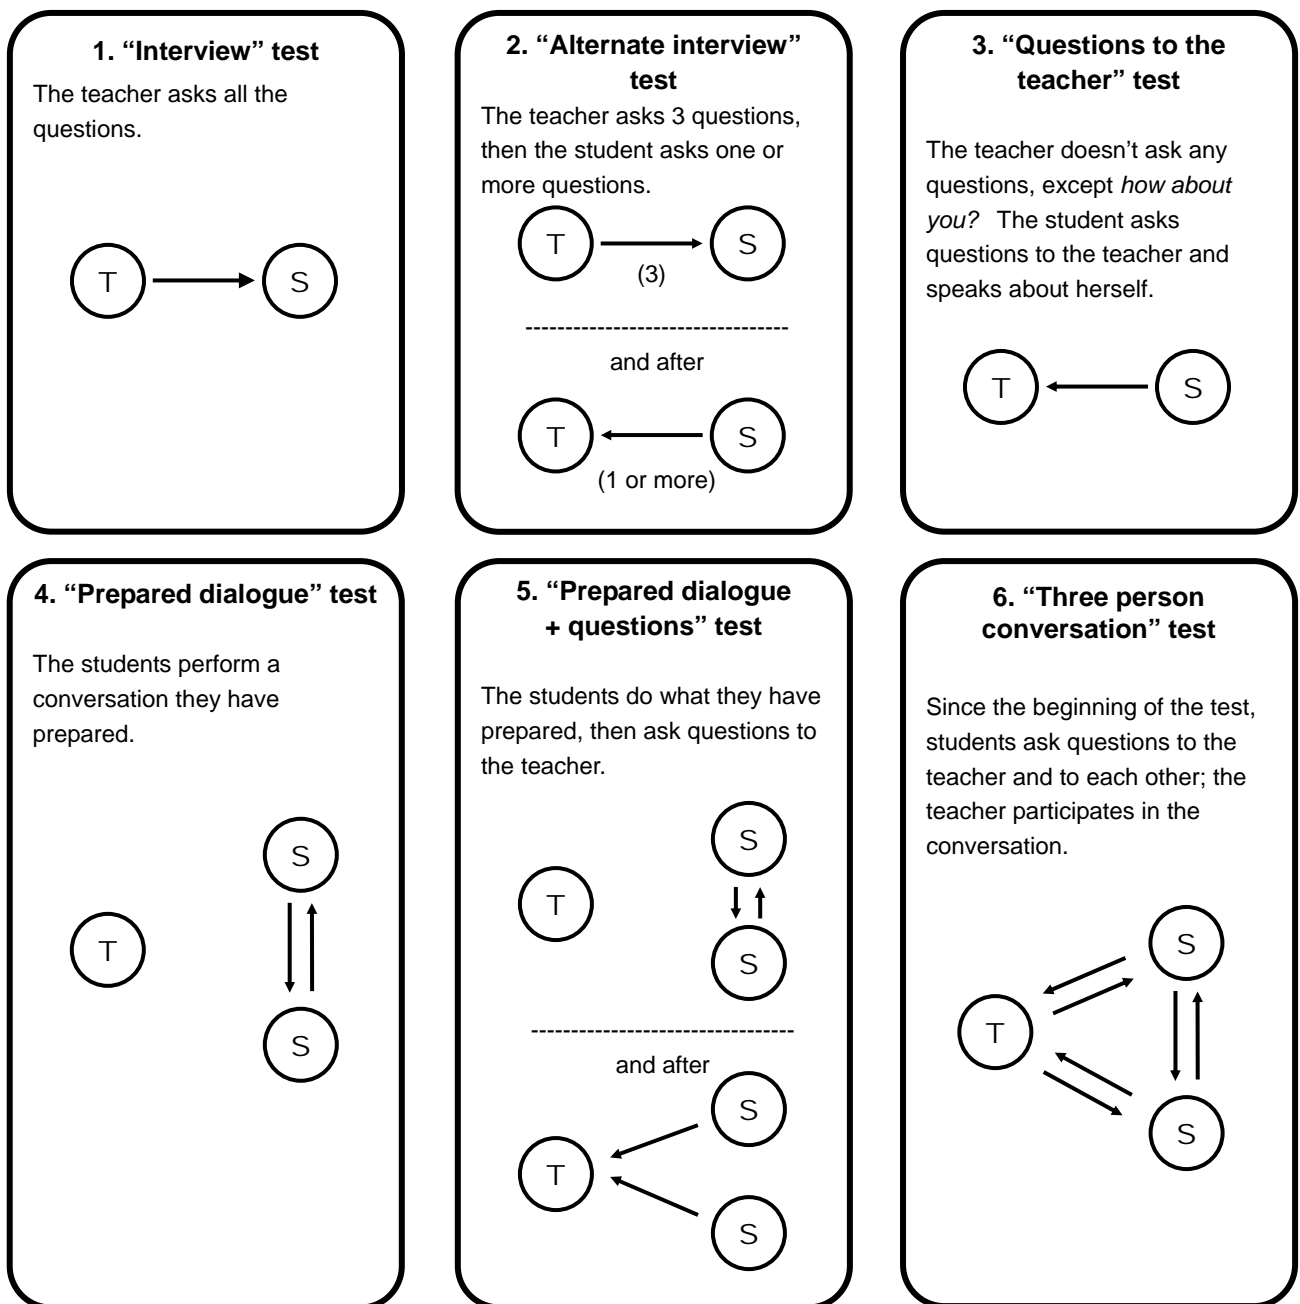 1. “Interview” test
The teacher asks all the
questions.
T
S
2. “Alternate interview”
test
The teacher asks 3 questions,
then the student asks one or
more questions.
T
S
(3)
---------------------------------
and after
T
S
(1 or more)
3. “Questions to the
teacher” test
The teacher doesn’t ask any
questions, except how about
you? The student asks
questions to the teacher and
speaks about herself.
T
S
4. “Prepared dialogue” test
The students perform a
conversation they have
prepared.
S
T
S
5. “Prepared dialogue
+ questions” test
The students do what they have
prepared, then ask questions to
the teacher.
S
T
S
---------------------------------
and after
S
T
S
6. “Three person
conversation” test
Since the beginning of the test,
students ask questions to the
teacher and to each other; the
teacher participates in the
conversation.
S
T
S